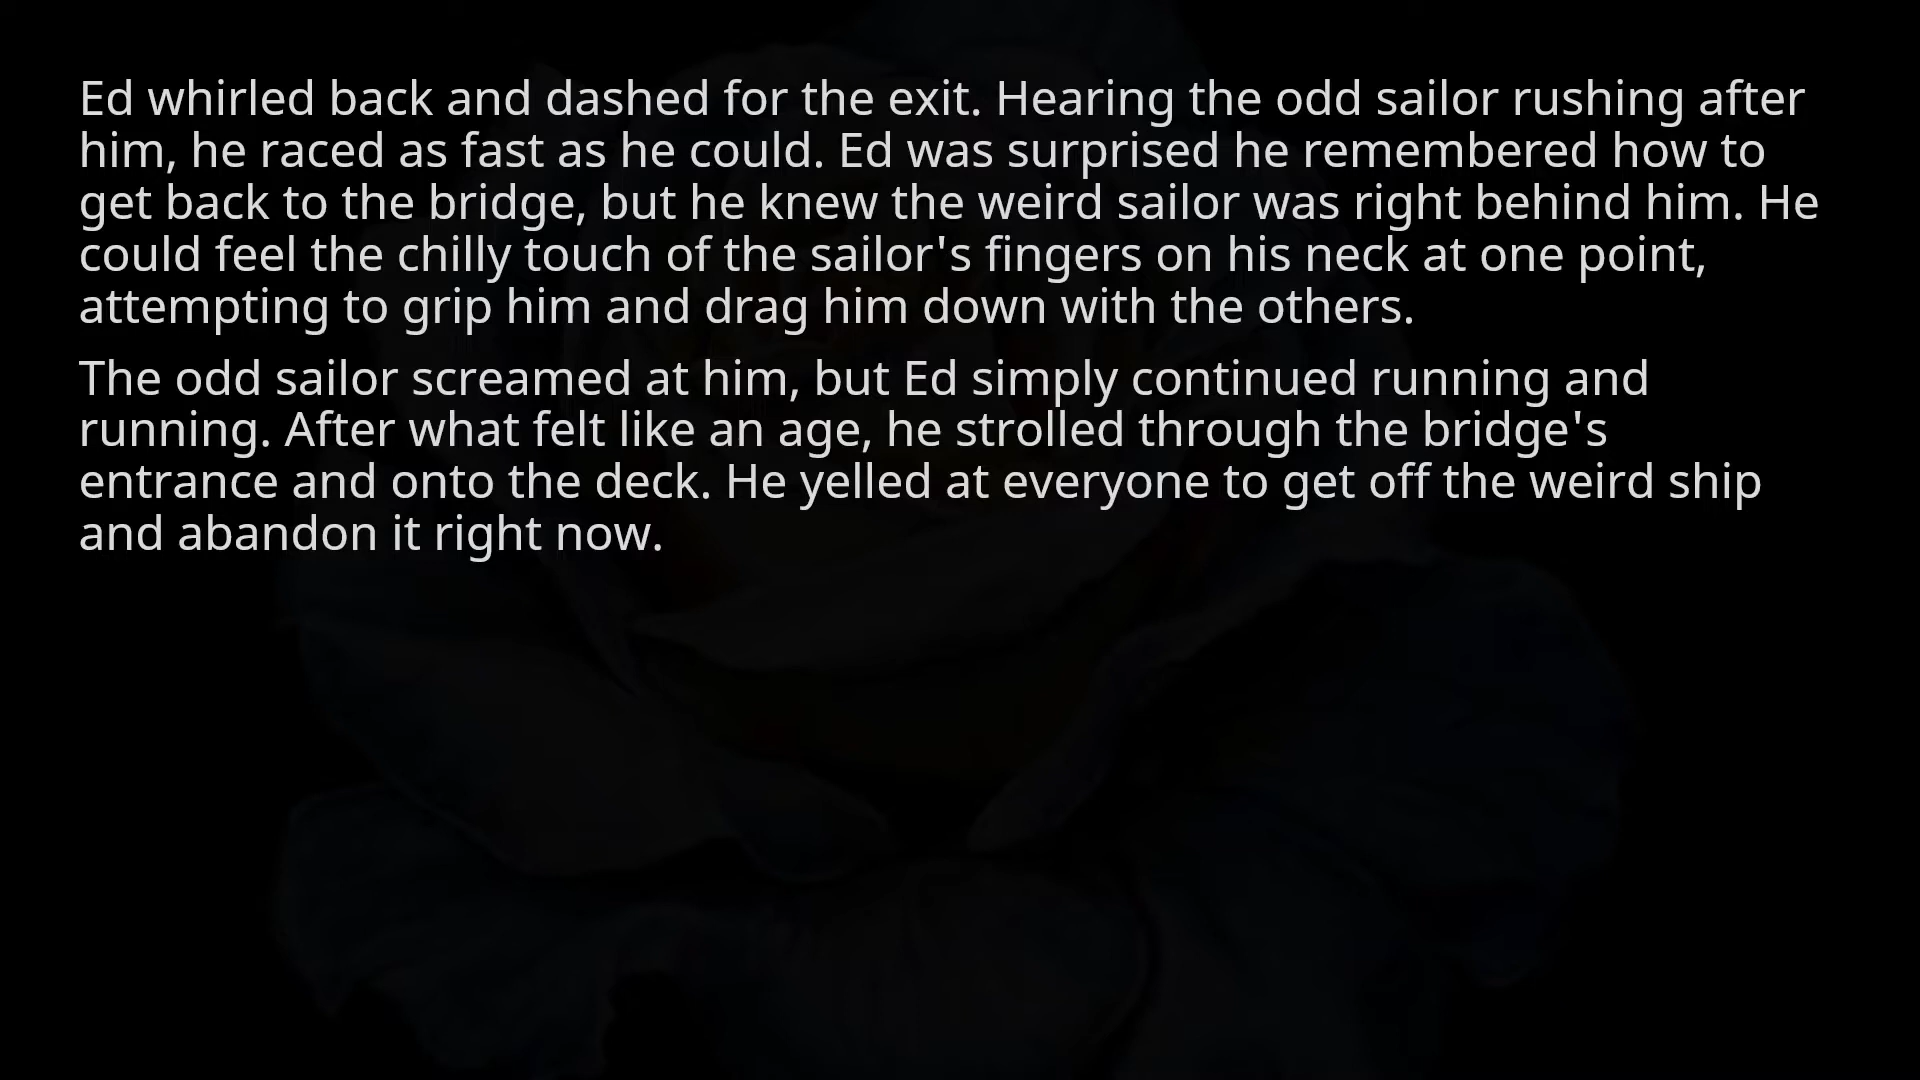 Ed whirled back and dashed for the exit. Hearing the odd sailor rushing after
him, he raced as fast as he could. Ed was surprised he remembered how to
get back to the bridge, but he knew the weird sailor was right behind him. He
could feel the chilly touch of the sailor's fingers on his neck at one point,
attempting to grip him and drag him down with the others.
The odd sailor screamed at him, but Ed simply continued running and
running. After what felt like an age, he strolled through the bridge's
entrance and onto the deck. He yelled at everyone to get off the weird ship
and abandon it right now.